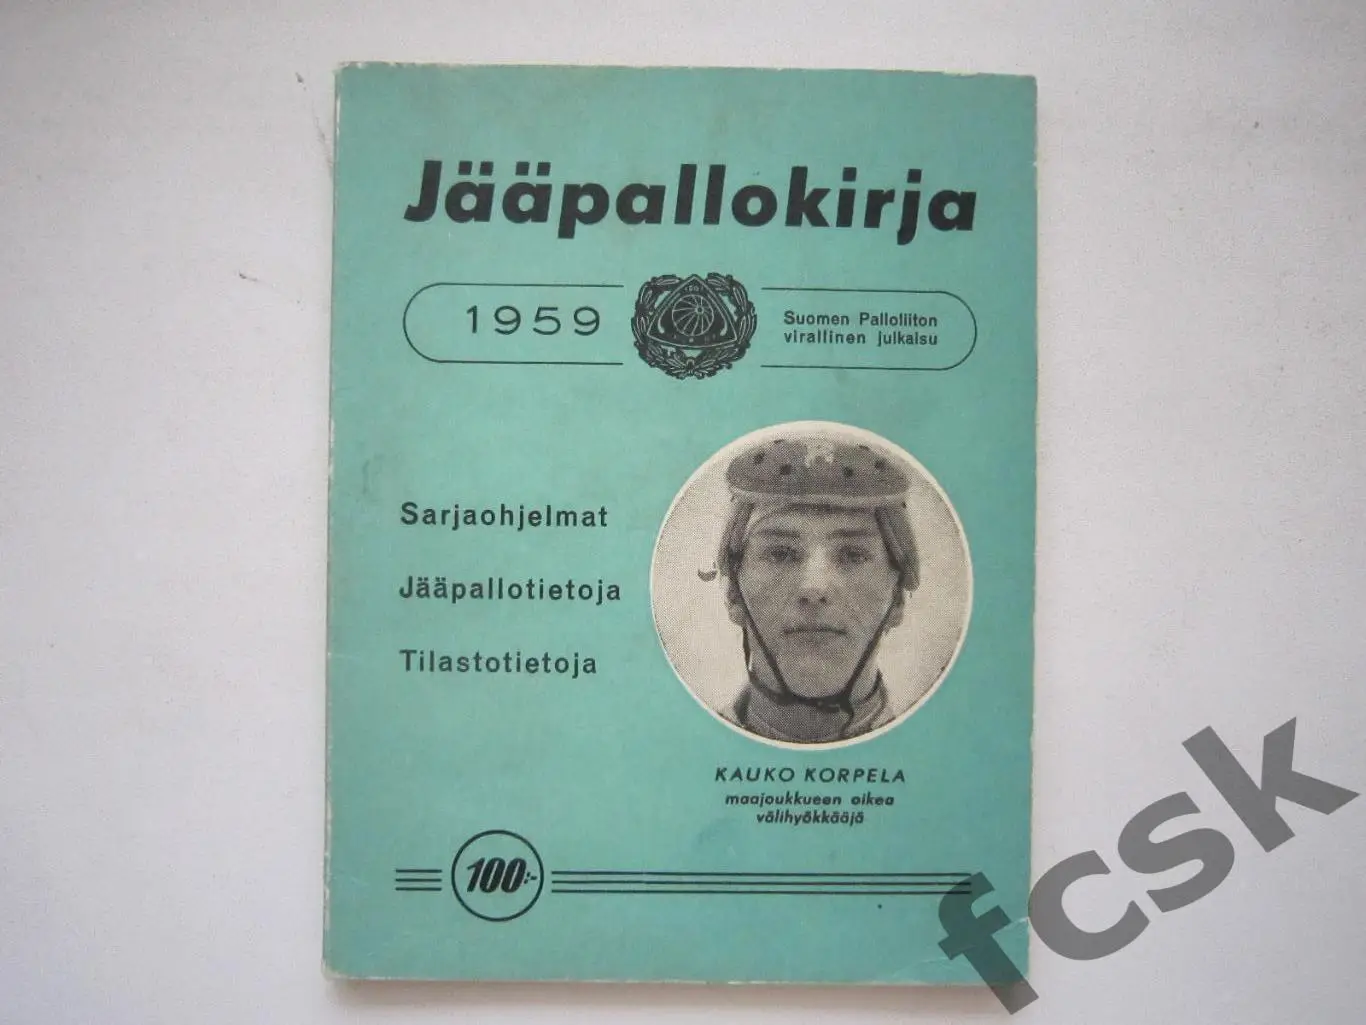 Jääpallokirja
1959
Suomen Palloliiton
virallinen julkaisu
Sarjaohjelmat
Jääpallotietoja
Tilastotietoja
KAUKO KORPELA
maajoukkueen oikea
välihyökkääjä
100:-
fcsk